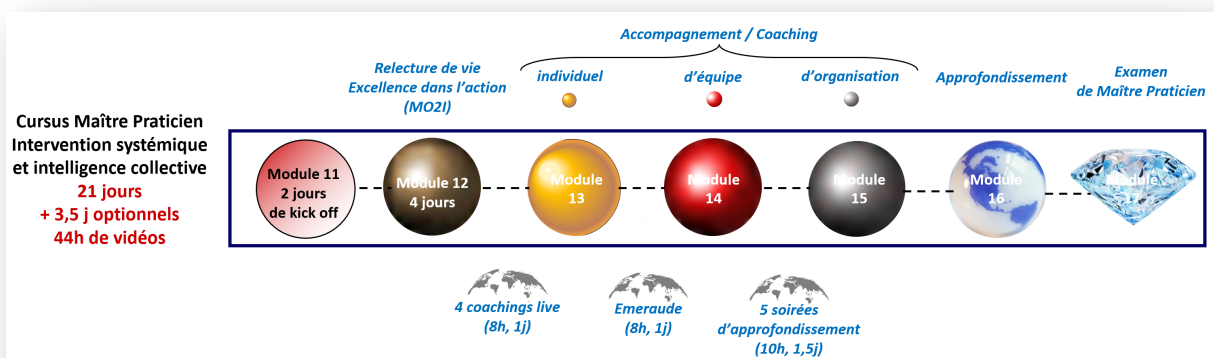 Accompagnement / Coaching
Relecture de vie
Excellence dans l'action
(MO2I)
individuel
d'équipe
d'organisation
Approfondissement
Examen
de Maître Praticien
Cursus Maître Praticien
Intervention systémique
et intelligence collective
21 jours
+ 3,5 j optionnels
44h de vidéos
Module 11
2 jours
de kick off
Module 12
4 jours
Module
13
Module
14
Module
15
Module
16
Module
17
4 coachings live
(8h, 1j)
Emeraude
(8h, 1j)
5 soirées
d'approfondissement
(10h, 1,5j)